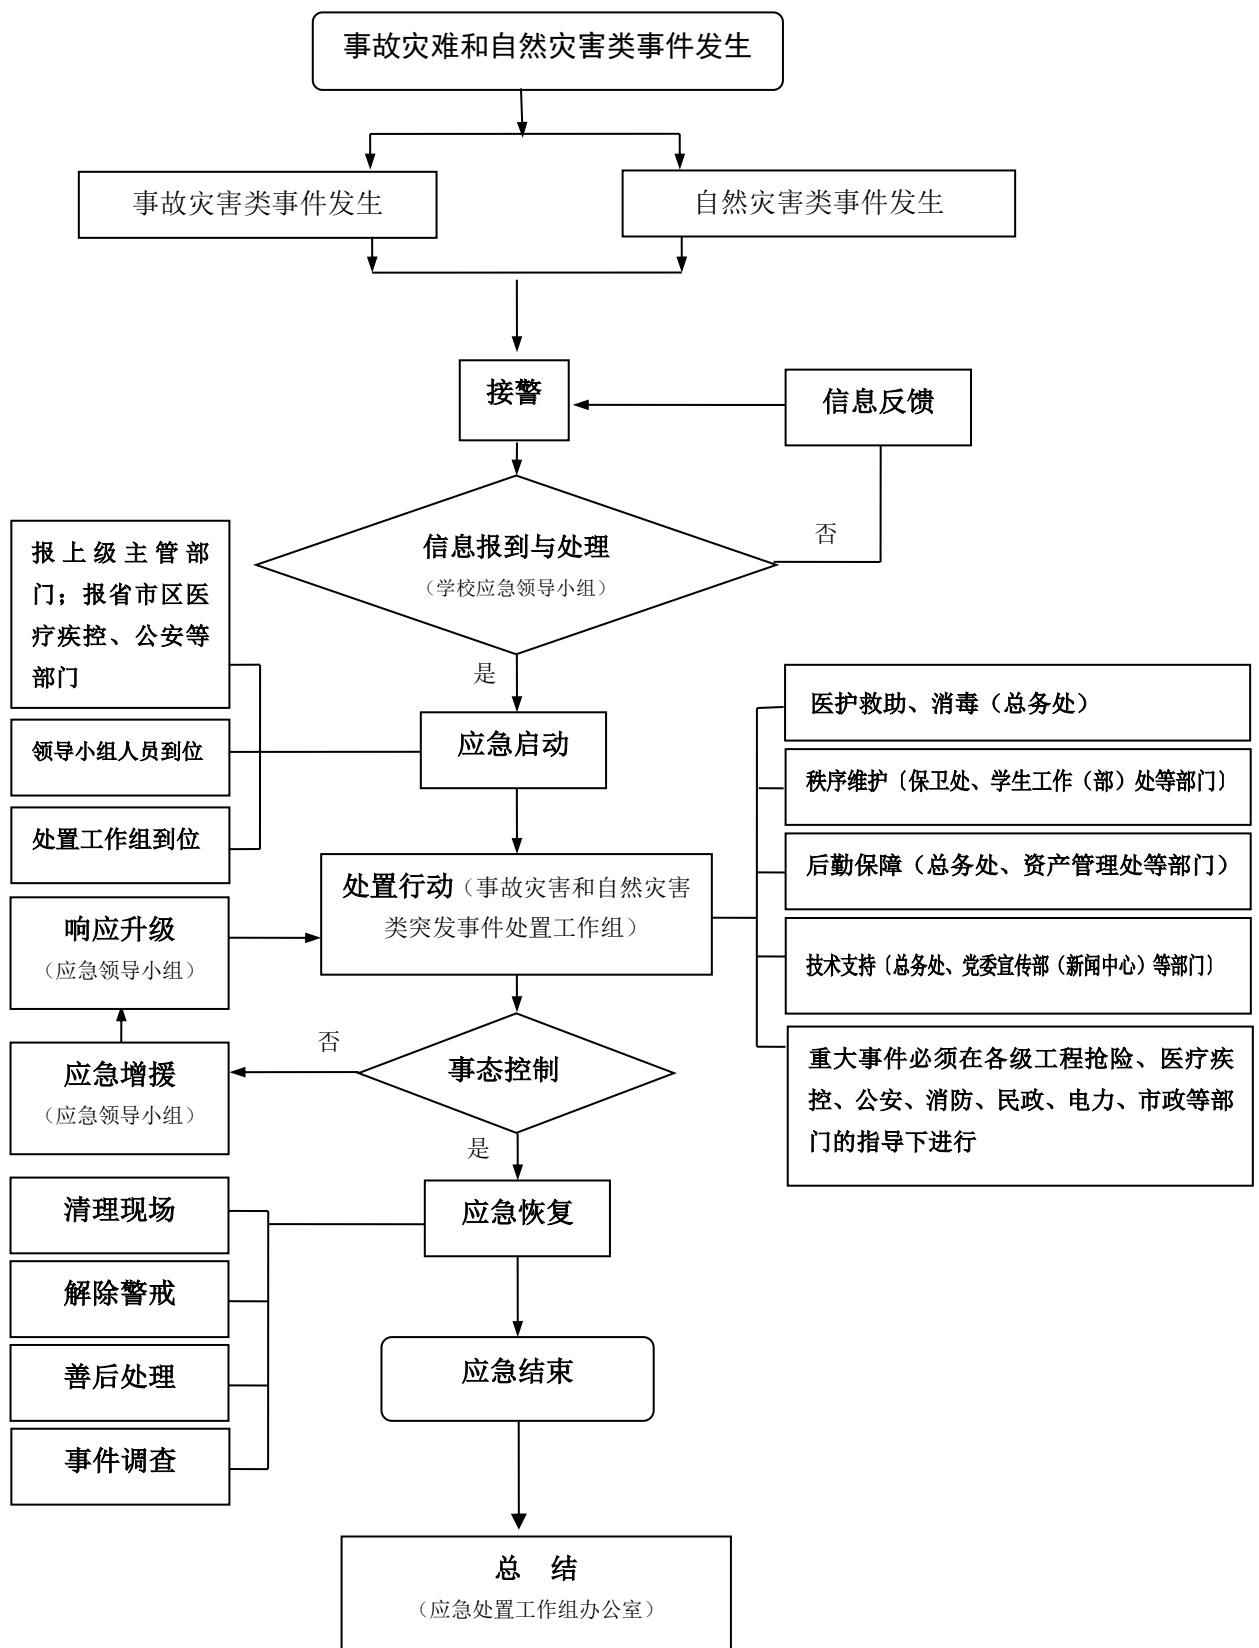 事故灾难和自然灾害类事件发生
事故灾害类事件发生
自然灾害类事件发生
接警
信息反馈
信息报到与处理
（学校应急领导小组）
否
是
报上级主管部
门；报省市区医
疗疾控、公安等
部门
领导小组人员到位
处置工作组到位
应急启动
医护救助、消毒（总务处）
秩序维护〔保卫处、学生工作（部）处等部门〕
后勤保障（总务处、资产管理处等部门）
技术支持〔总务处、党委宣传部（新闻中心）等部门〕
重大事件必须在各级工程抢险、医疗疾
控、公安、消防、民政、电力、市政等部
门的指导下进行
处置行动（事故灾害和自然灾害
类突发事件处置工作组）
响应升级
（应急领导小组）
应急增援
（应急领导小组）
否
事态控制
是
应急恢复
清理现场
解除警戒
善后处理
事件调查
应急结束
总 结
（应急处置工作组办公室）